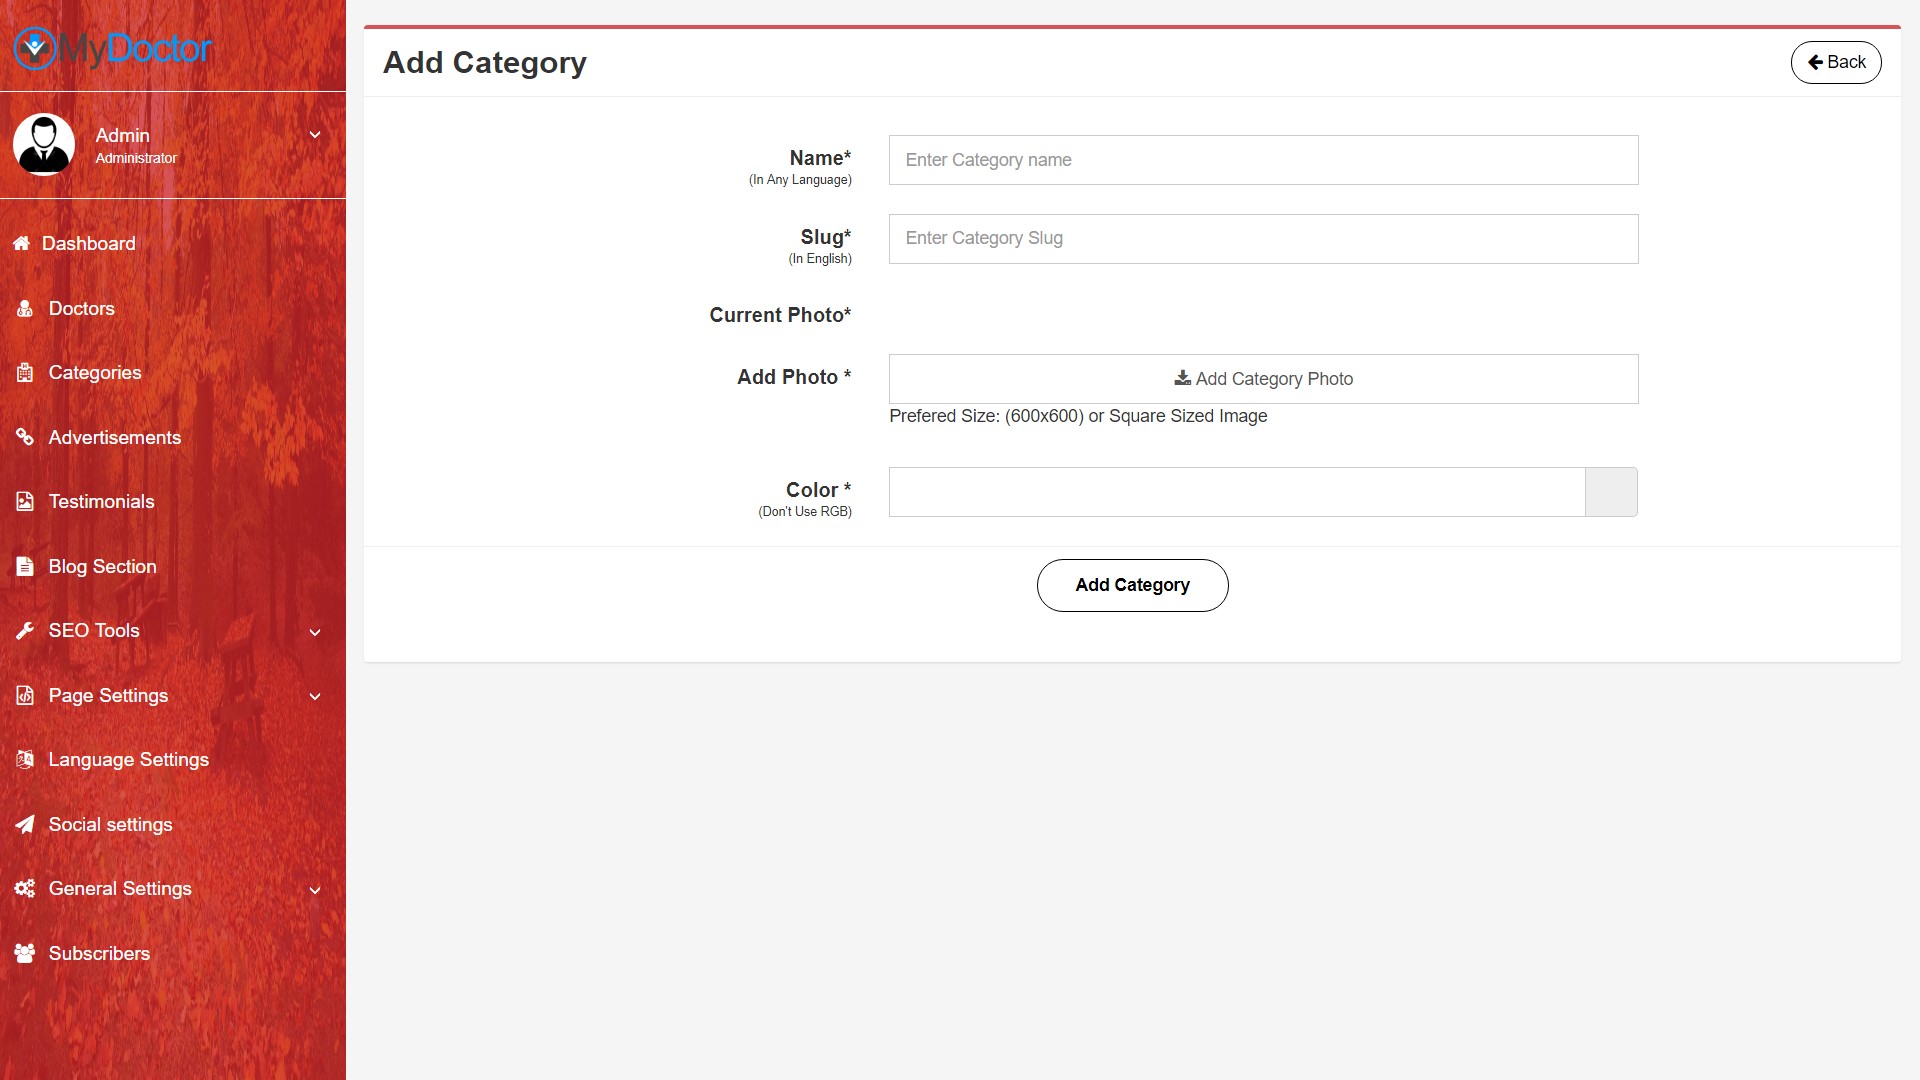 MyDoctor
Admin
Administrator
Dashboard
Doctors
Categories
Advertisements
Testimonials
Blog Section
SEO Tools
Page Settings
Language Settings
Social settings
General Settings
Subscribers
Add Category
Back
Name*
(In Any Language)
Enter Category name
Slug*
(In English)
Enter Category Slug
Current Photo*
Add Photo *
Add Category Photo
Prefered Size: (600x600) or Square Sized Image
Color *
(Don't Use RGB)
Add Category